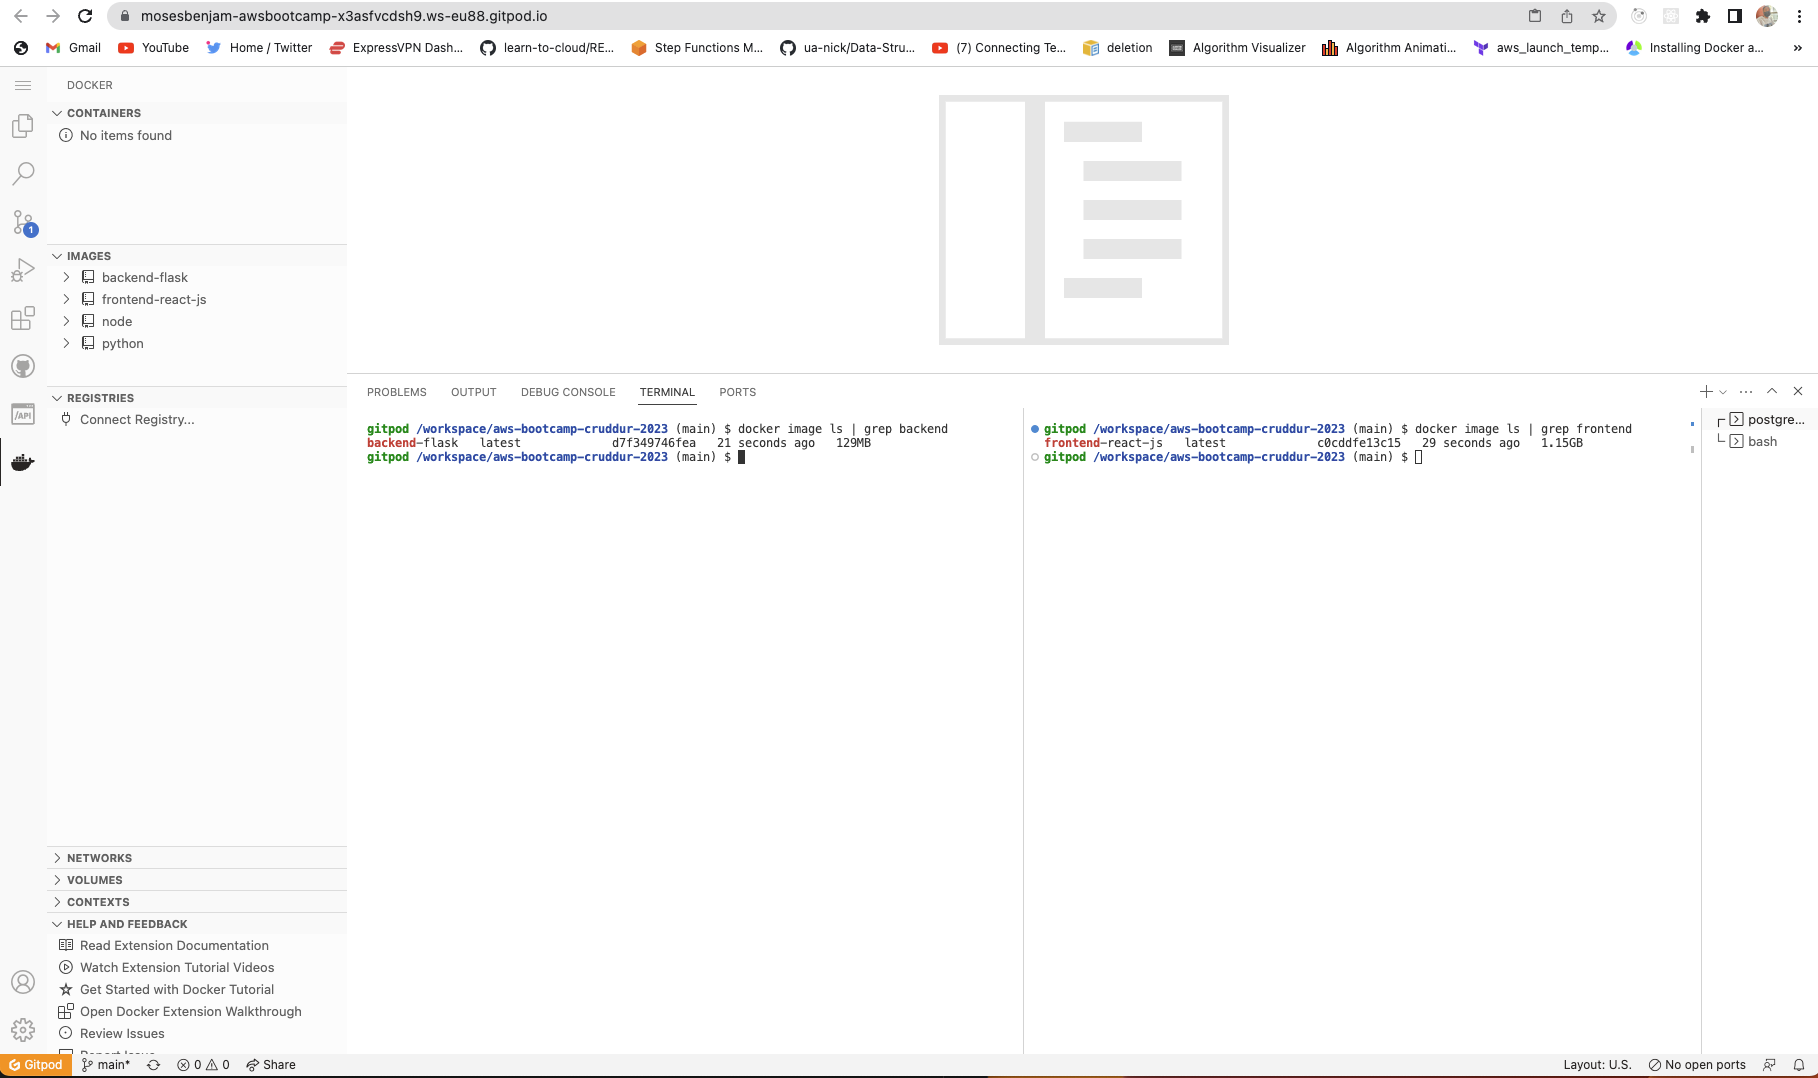 mosesbenjam-awsbootcamp-x3asfvcdsh9.ws-eu88.gitpod.io
Gmail YouTube Home / Twitter ExpressVPN Dash... learn-to-cloud/RE... Step Functions M... ua-nick/Data-Stru... (7) Connecting Te... deletion Algorithm Visualizer Algorithm Animati... aws_launch_temp... Installing Docker a... »
DOCKER
CONTAINERS
No items found
1
IMAGES
backend-flask
frontend-react-js
node
python
REGISTRIES
Connect Registry...
/API
NETWORKS
VOLUMES
CONTEXTS
HELP AND FEEDBACK
Read Extension Documentation
Watch Extension Tutorial Videos
Get Started with Docker Tutorial
Open Docker Extension Walkthrough
Review Issues
PROBLEMS OUTPUT DEBUG CONSOLE TERMINAL PORTS
gitpod /workspace/aws-bootcamp-cruddur-2023 (main) $ docker image ls | grep backend
backend-flask latest d7f349746fea 21 seconds ago 129MB
gitpod /workspace/aws-bootcamp-cruddur-2023 (main) $
gitpod /workspace/aws-bootcamp-cruddur-2023 (main) $ docker image ls | grep frontend
frontend-react-js latest c0cddfe13c15 29 seconds ago 1.15GB
gitpod /workspace/aws-bootcamp-cruddur-2023 (main) $
postgre...
bash
Gitpod main* 0 0 Share Layout: U.S. No open ports